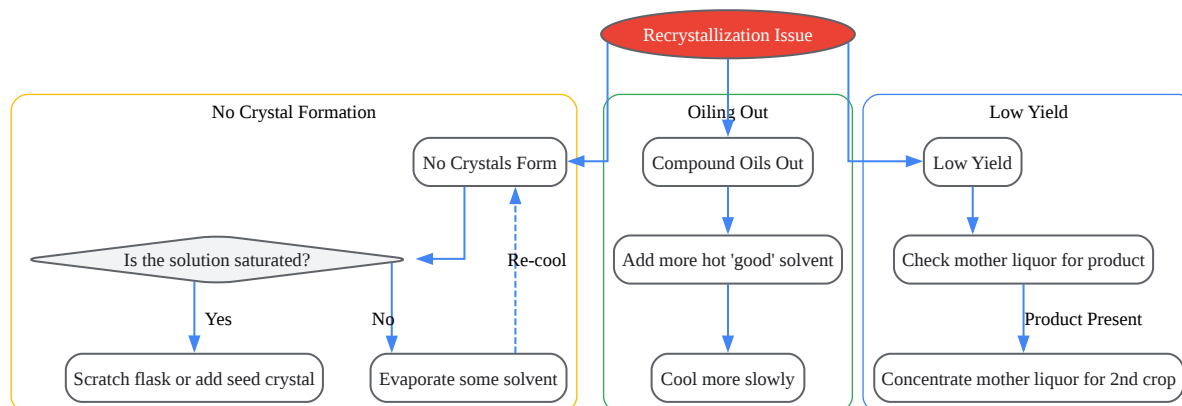 Recrystallization Issue
No Crystal Formation
Oiling Out
Low Yield
No Crystals Form
Compound Oils Out
Low Yield
Is the solution saturated?
Re-cool
Add more hot 'good' solvent
Check mother liquor for product
Yes
No
Product Present
Scratch flask or add seed crystal
Evaporate some solvent
Cool more slowly
Concentrate mother liquor for 2nd crop